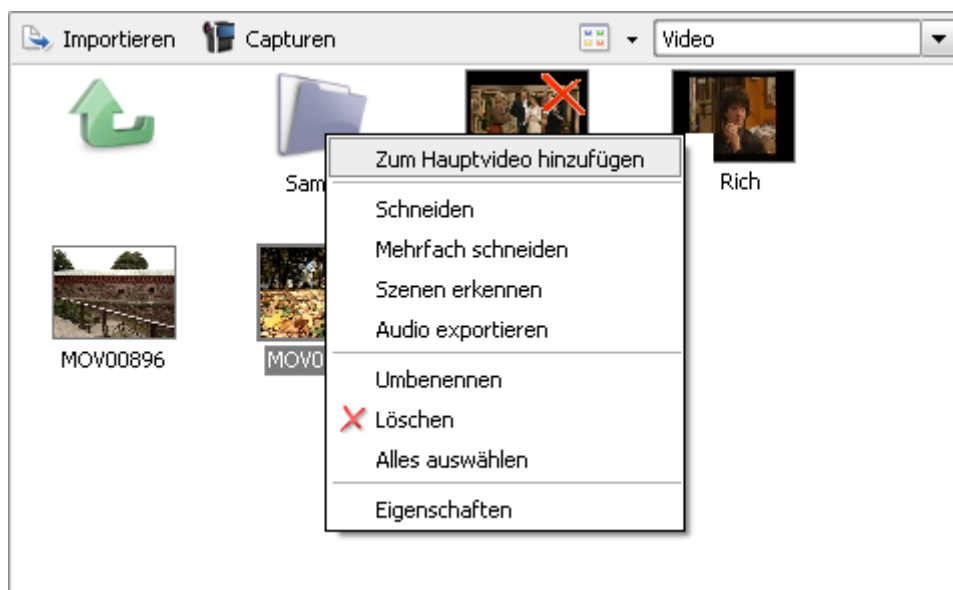 Importieren Capturen Video
Sam
Rich
Zum Hauptvideo hinzufügen
Schneiden
Mehrfach schneiden
Szenen erkennen
Audio exportieren
MOV00896 MOV0
Umbenennen
Löschen
Alles auswählen
Eigenschaften